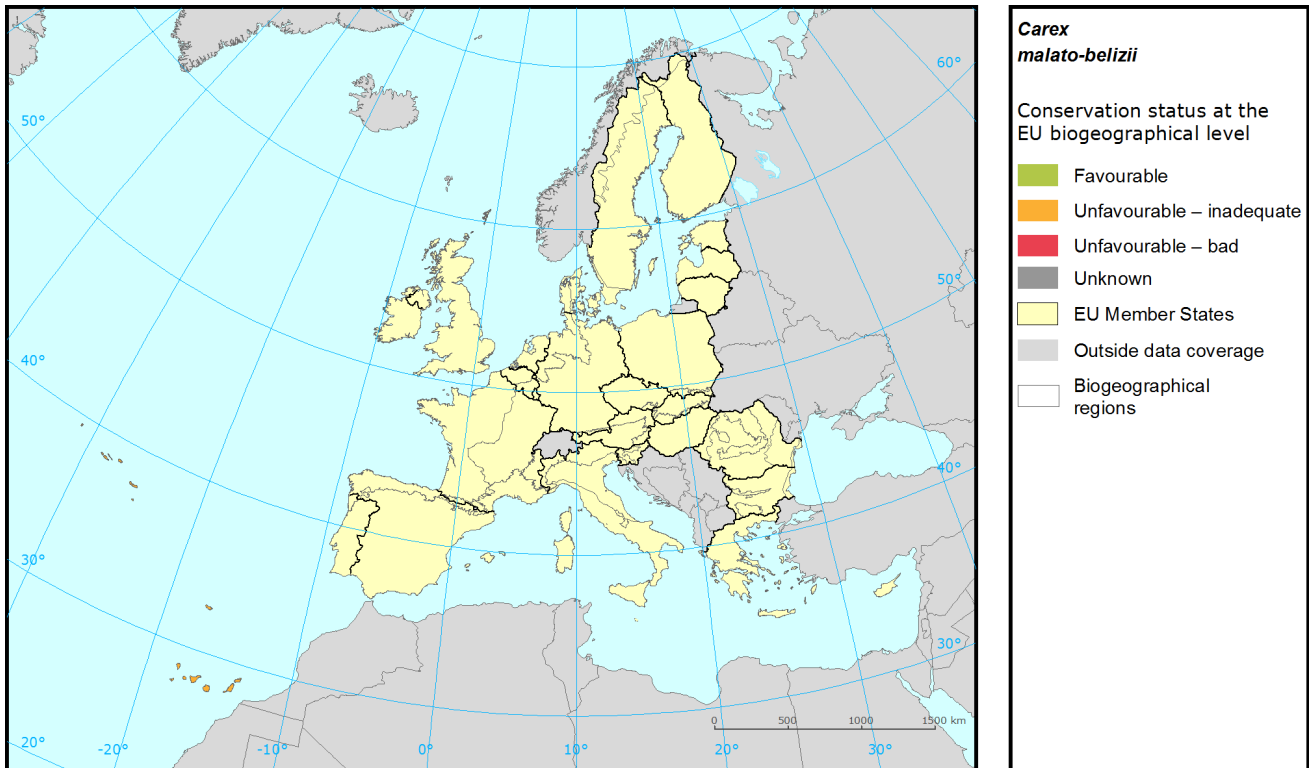 Carex
malato-belizii
Conservation status at the
EU biogeographical level
Favourable
Unfavourable – inadequate
Unfavourable – bad
Unknown
EU Member States
Outside data coverage
Biogeographical
regions
60°
50°
50°
40°
40°
30°
30°
20°
-20°
-10°
0°
10°
20°
30°
0 500 1000 1500 km